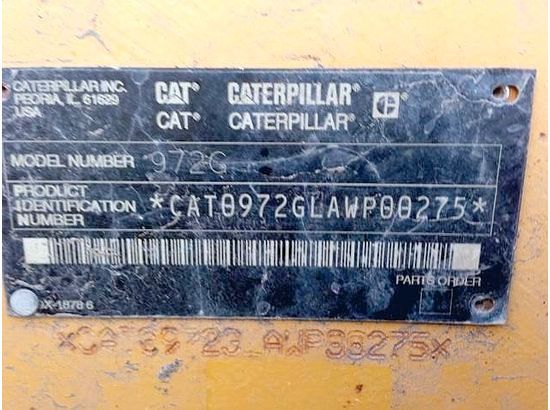 CATERPILLAR INC.
PEORIA, IL. 61629
USA
CAT® CATERPILLAR®
CAT® CATERPILLAR®
MODEL NUMBER 972G
PRODUCT
IDENTIFICATION
NUMBER *CAT0972GLAWP00275*
PARTS ORDER